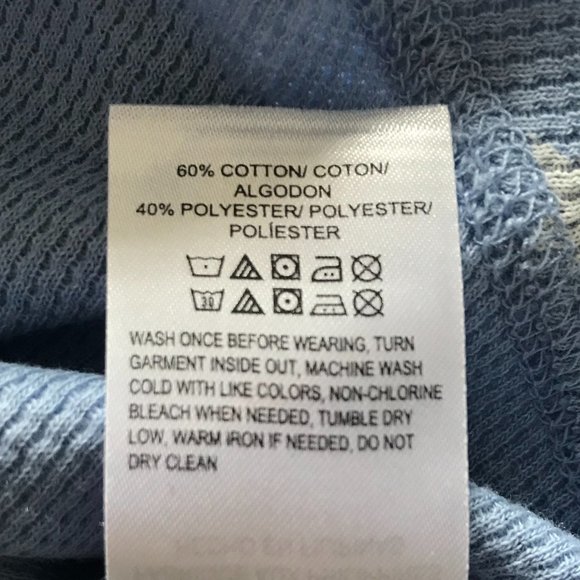 60% COTTON/ COTON/
ALGODON
40% POLYESTER/ POLYESTER/
POLÍESTER
30
WASH ONCE BEFORE WEARING, TURN
GARMENT INSIDE OUT, MACHINE WASH
COLD WITH LIKE COLORS, NON-CHLORINE
BLEACH WHEN NEEDED, TUMBLE DRY
LOW, WARM IRON IF NEEDED, DO NOT
DRY CLEAN